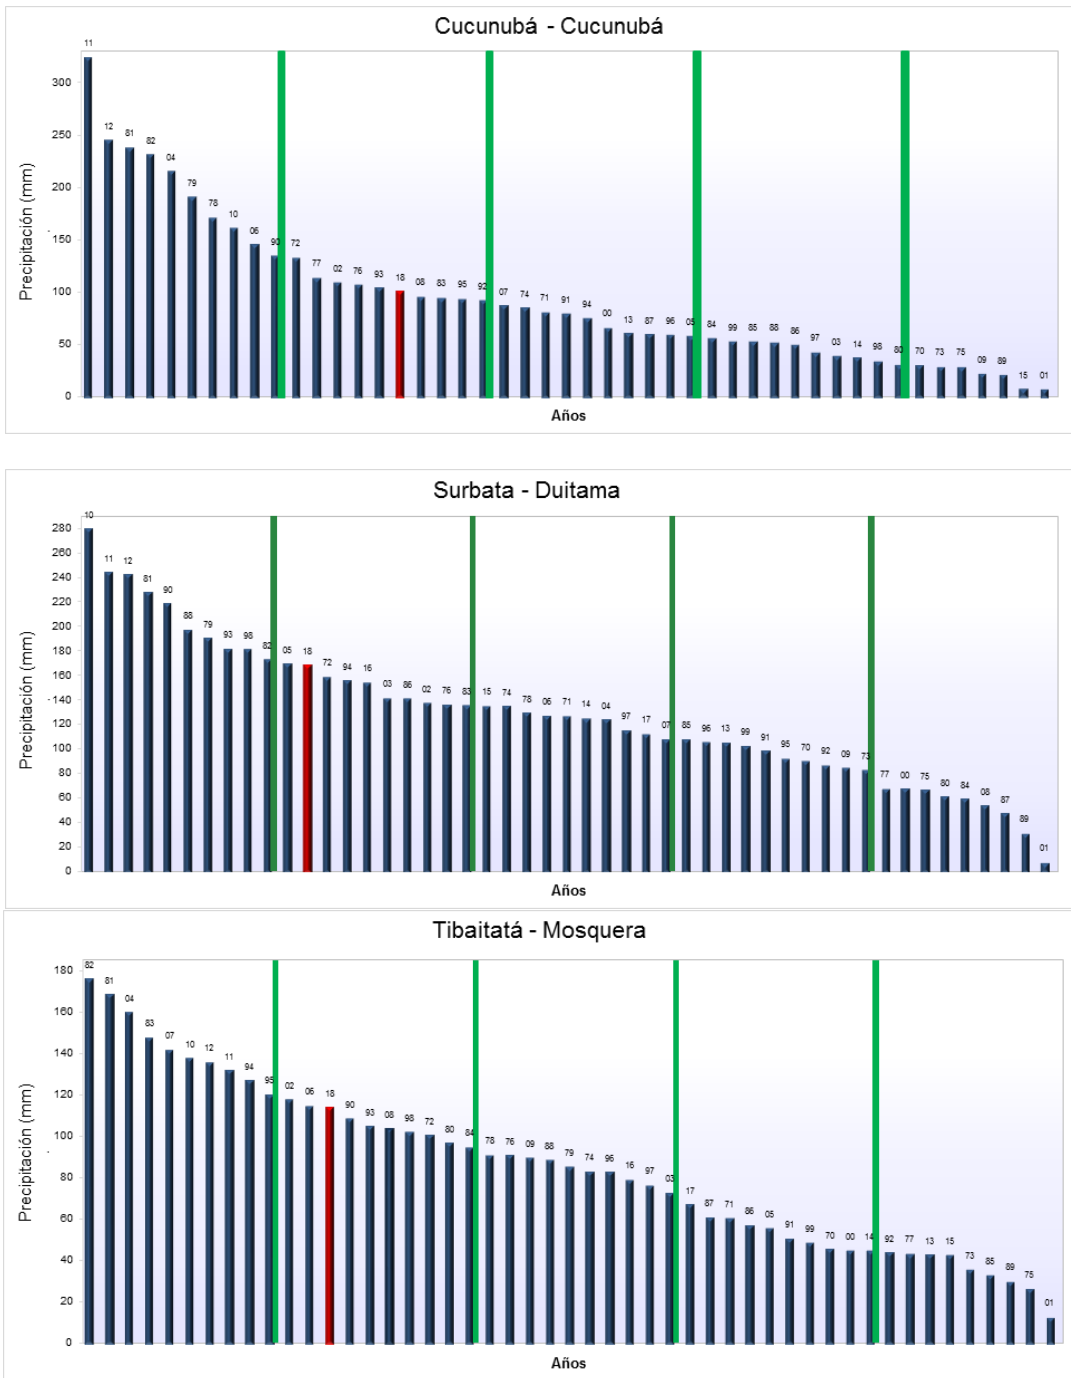 Cucunubá - Cucunubá
Precipitación (mm)
300
250
200
150
100
50
0
11 12 81 82 04 79 78 10 06 90 72 77 02 76 93 18 08 83 95 92 07 74 71 91 94 00 13 87 96 05 84 99 85 88 86 97 03 14 98 80 70 73 75 09 89 15 01
Años
Surbata - Duitama
Precipitación (mm)
280
260
240
220
200
180
160
140
120
100
80
60
40
20
0
10 11 12 81 90 88 79 93 98 82 05 18 72 94 16 03 86 02 76 83 15 74 78 06 71 14 04 97 17 07 85 96 13 99 91 95 70 92 09 73 77 00 75 80 84 08 87 89 01
Años
Tibaitatá - Mosquera
Precipitación (mm)
180
160
140
120
100
80
60
40
20
0
82 81 04 83 07 10 12 11 94 95 02 06 18 90 93 08 98 72 80 84 78 76 09 88 79 74 96 16 97 03 17 87 71 86 05 91 99 70 00 14 92 77 13 15 73 85 89 75 01
Años